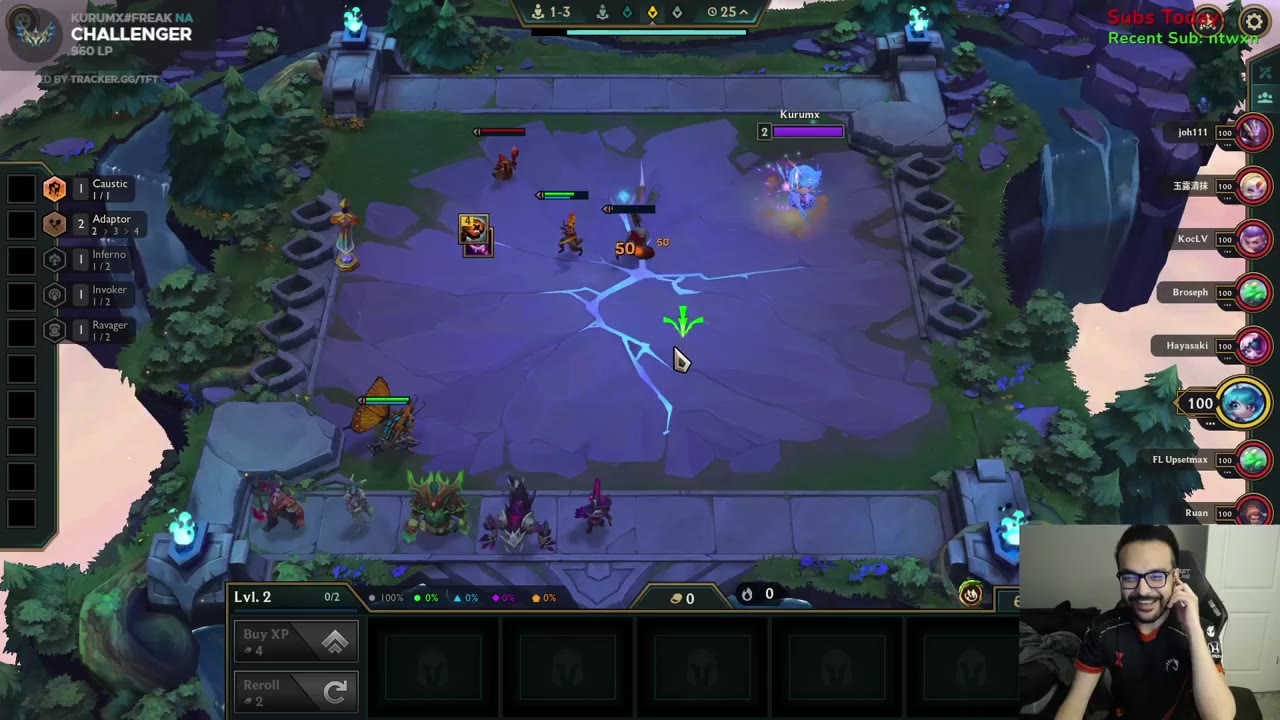 KURUMX#FREAK NA
CHALLENGER
960 LP
ED BY TRACKER.GG/TFT
1-3
25
Subs Today
Recent Sub: ntwxn
Kurumx
2
joh111 100
玉露清抹 100
KocLV 100
Broseph 100
Hayasaki 100
100
FL Upsetmax 100
Ruan 100
1 Caustic
1 / 1
2 Adaptor
2 > 3 > 4
1 Inferno
1 / 2
1 Invoker
1 / 2
1 Ravager
1 / 2
4
50
50
Lvl. 2 0/2
100% 0% 0% 0% 0%
0
0
Buy XP
4
Reroll
2